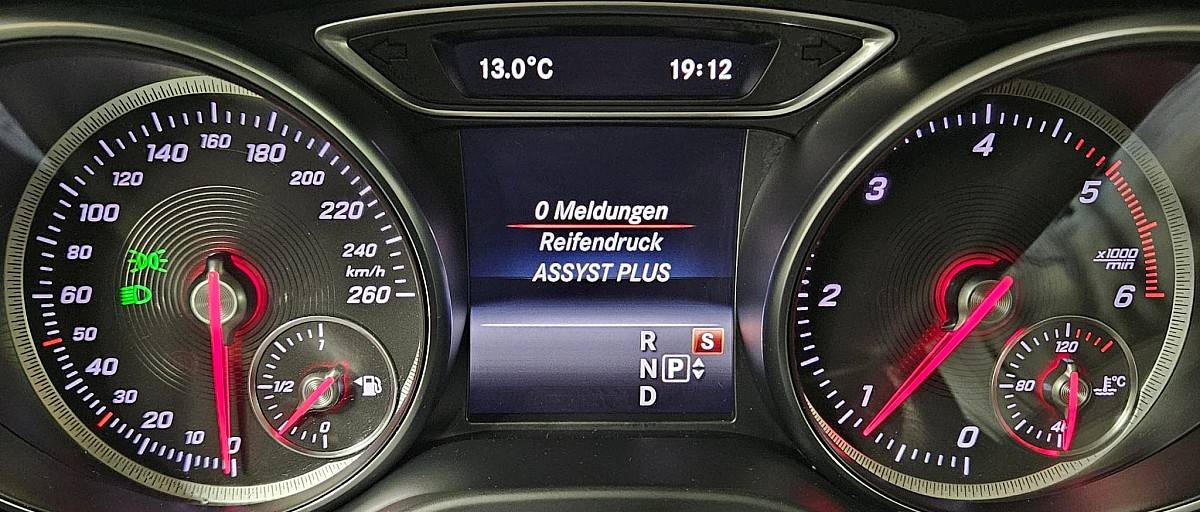 13.0°C 19:12
0 Meldungen
Reifendruck
ASSYST PLUS
R S
N P
D
0
10
20
30
40
50
60
80
100
120
140
160
180
200
220
240
km/h
260
1
1/2
0
0
1
2
3
4
5
6
x1000
min
120
80
40
°C